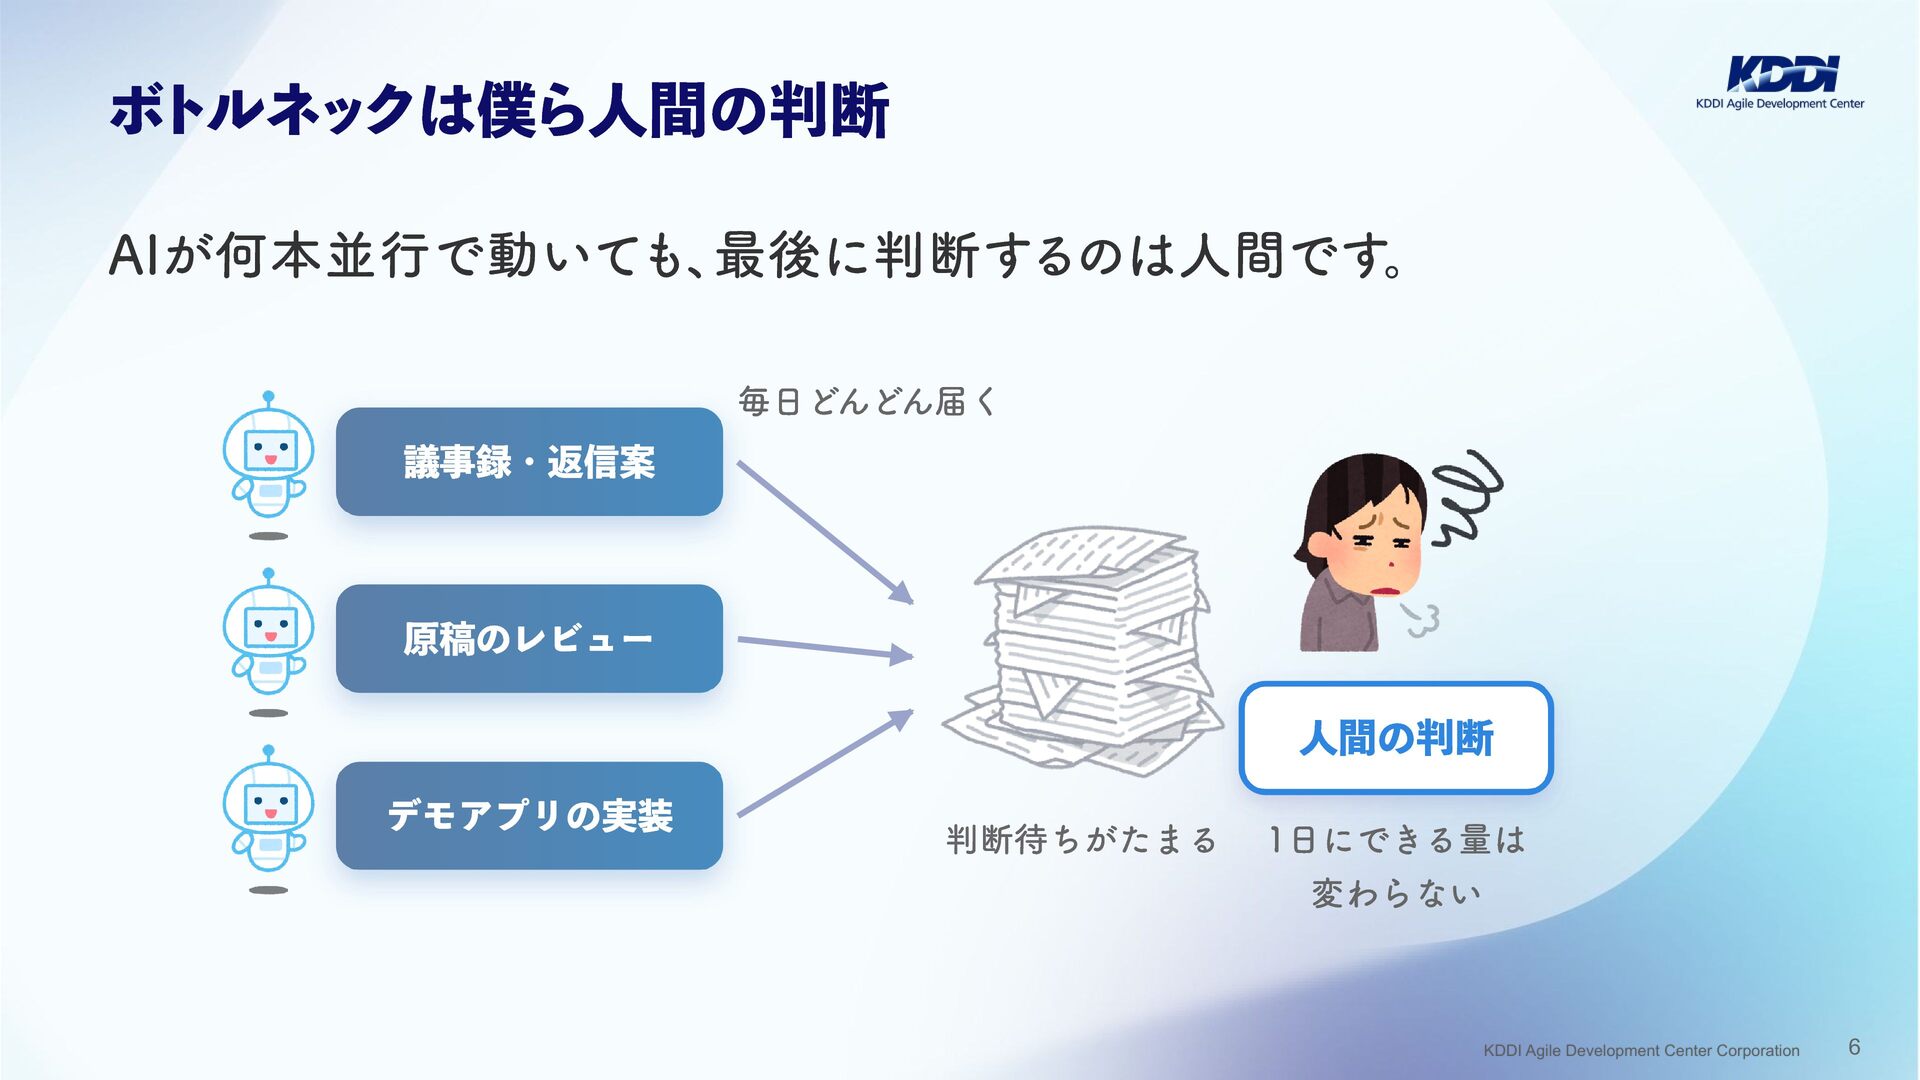 ボトルネックは僕ら人間の判断
KDDI
KDDI Agile Development Center
AIが何本並行で動いても、最後に判断するのは人間です。
毎日どんどん届く
議事録・返信案
原稿のレビュー
デモアプリの実装
人間の判断
判断待ちがたまる
1日にできる量は
変わらない
KDDI Agile Development Center Corporation
6